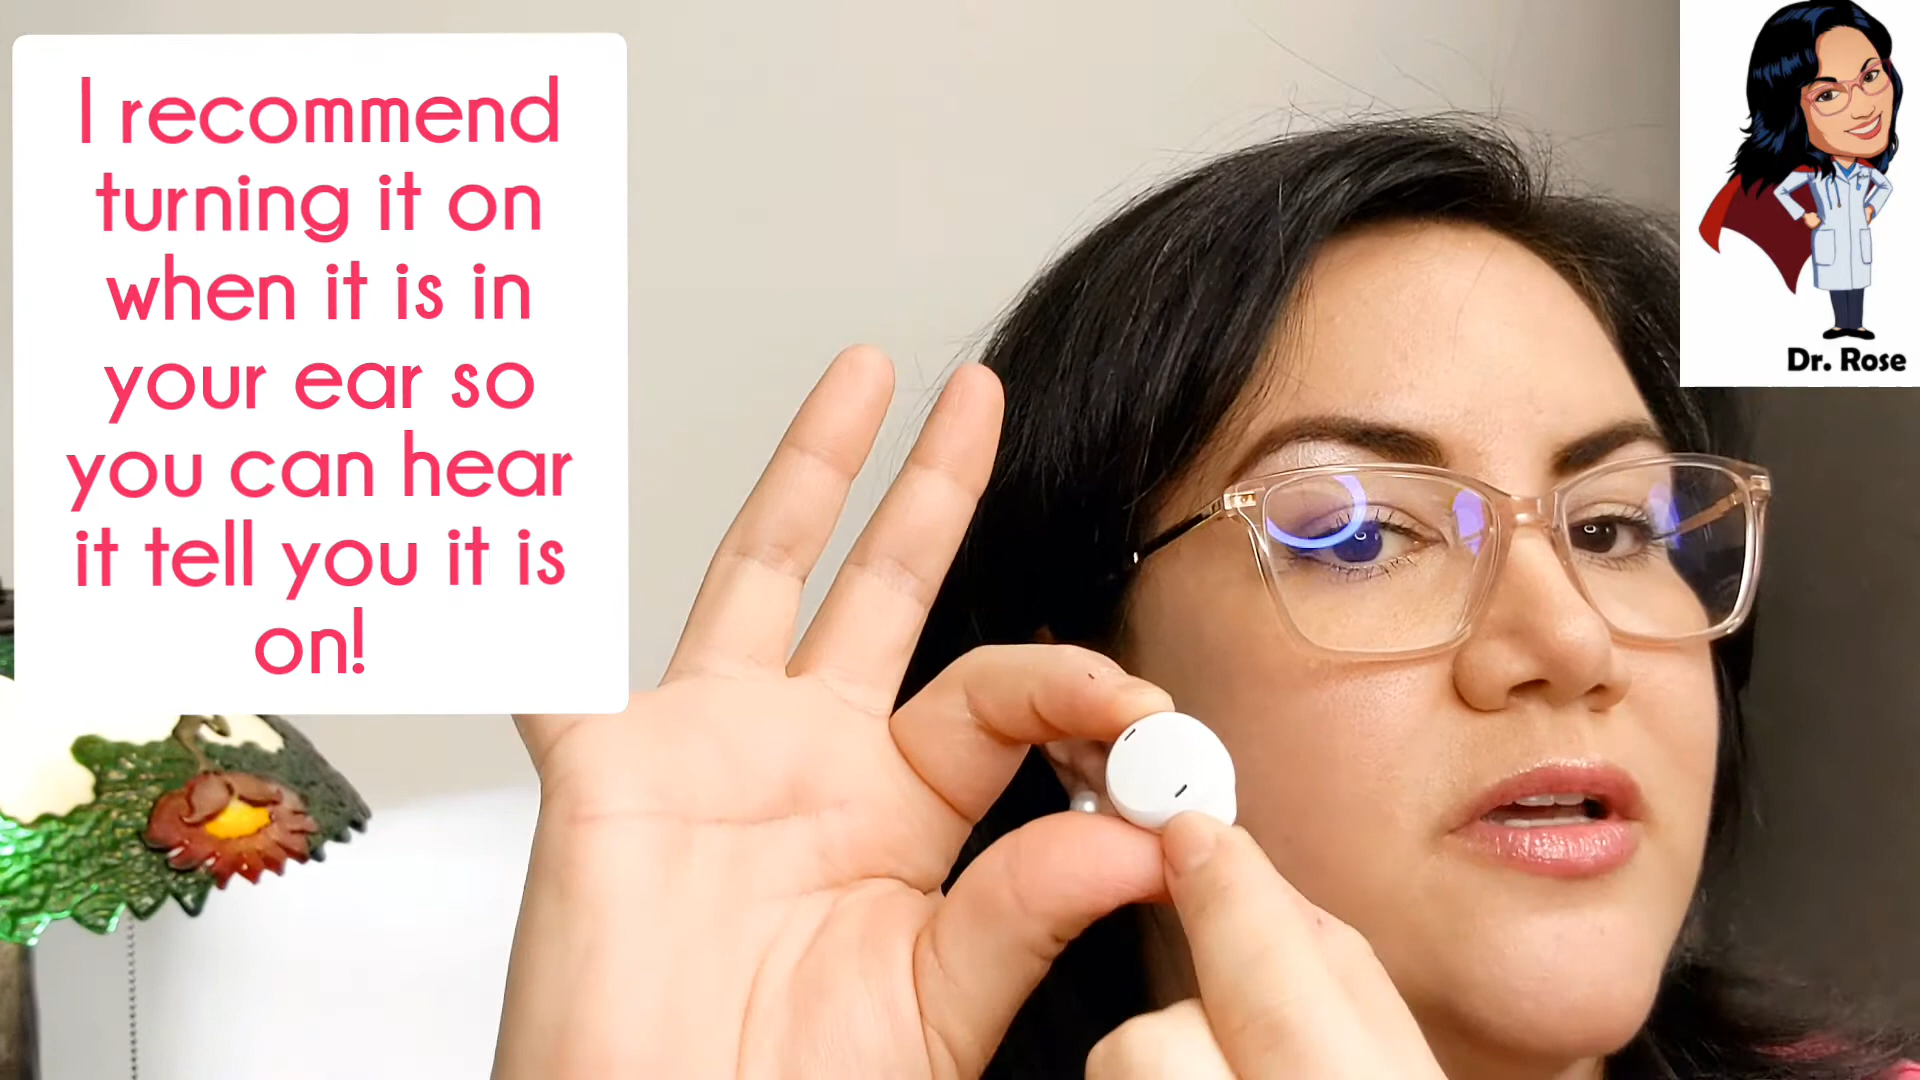 I recommend
turning it on
when it is in
your ear so
you can hear
it tell you it is
on!
Dr. Rose